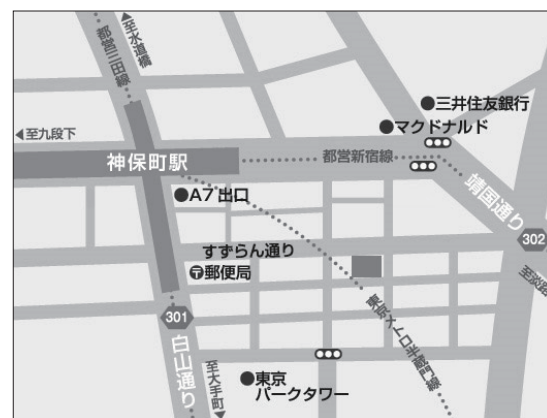 至水道橋
都営三田線
三井住友銀行
マクドナルド
至九段下
神保町駅
都営新宿線
A7出口
靖国通り
すずらん通り
302
〒郵便局
至淡路
301
東京メトロ半蔵門線
白山通り
至大手町
東京
パークタワー